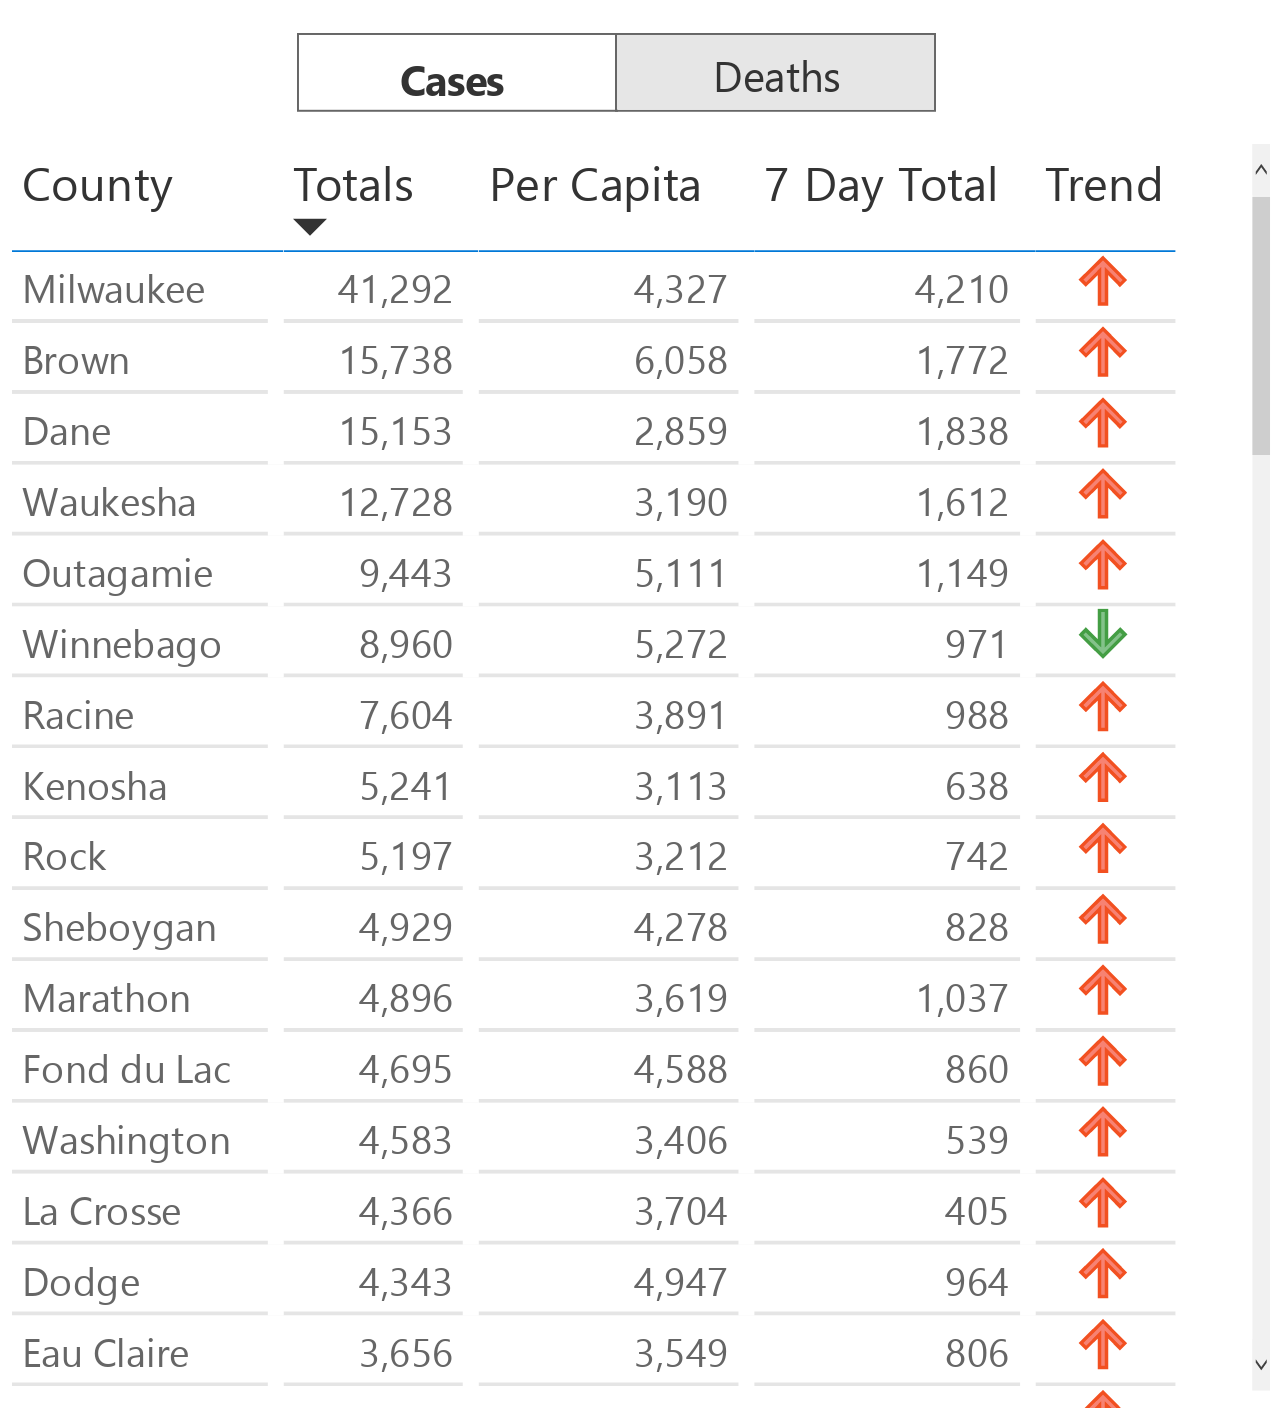 Cases Deaths
County Totals Per Capita 7 Day Total Trend
Milwaukee 41,292 4,327 4,210
Brown 15,738 6,058 1,772
Dane 15,153 2,859 1,838
Waukesha 12,728 3,190 1,612
Outagamie 9,443 5,111 1,149
Winnebago 8,960 5,272 971
Racine 7,604 3,891 988
Kenosha 5,241 3,113 638
Rock 5,197 3,212 742
Sheboygan 4,929 4,278 828
Marathon 4,896 3,619 1,037
Fond du Lac 4,695 4,588 860
Washington 4,583 3,406 539
La Crosse 4,366 3,704 405
Dodge 4,343 4,947 964
Eau Claire 3,656 3,549 806